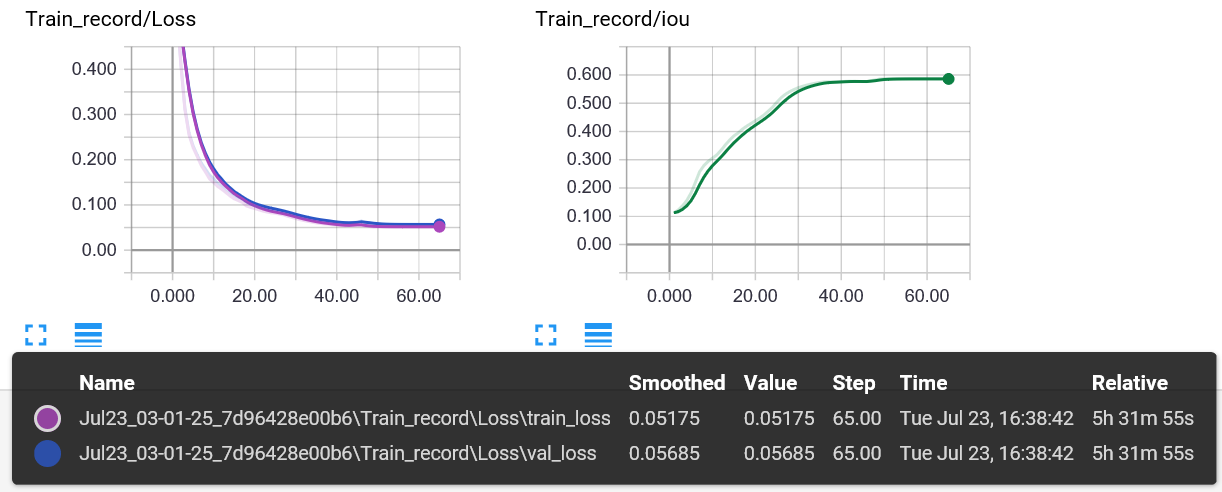 Train_record/Loss
0.400
0.300
0.200
0.100
0.00
0.000 20.00 40.00 60.00
Train_record/iou
0.600
0.500
0.400
0.300
0.200
0.100
0.00
0.000 20.00 40.00 60.00
Name Smoothed Value Step Time Relative
Jul23_03-01-25_7d96428e00b6\Train_record\Loss\train_loss 0.05175 0.05175 65.00 Tue Jul 23, 16:38:42 5h 31m 55s
Jul23_03-01-25_7d96428e00b6\Train_record\Loss\val_loss 0.05685 0.05685 65.00 Tue Jul 23, 16:38:42 5h 31m 55s